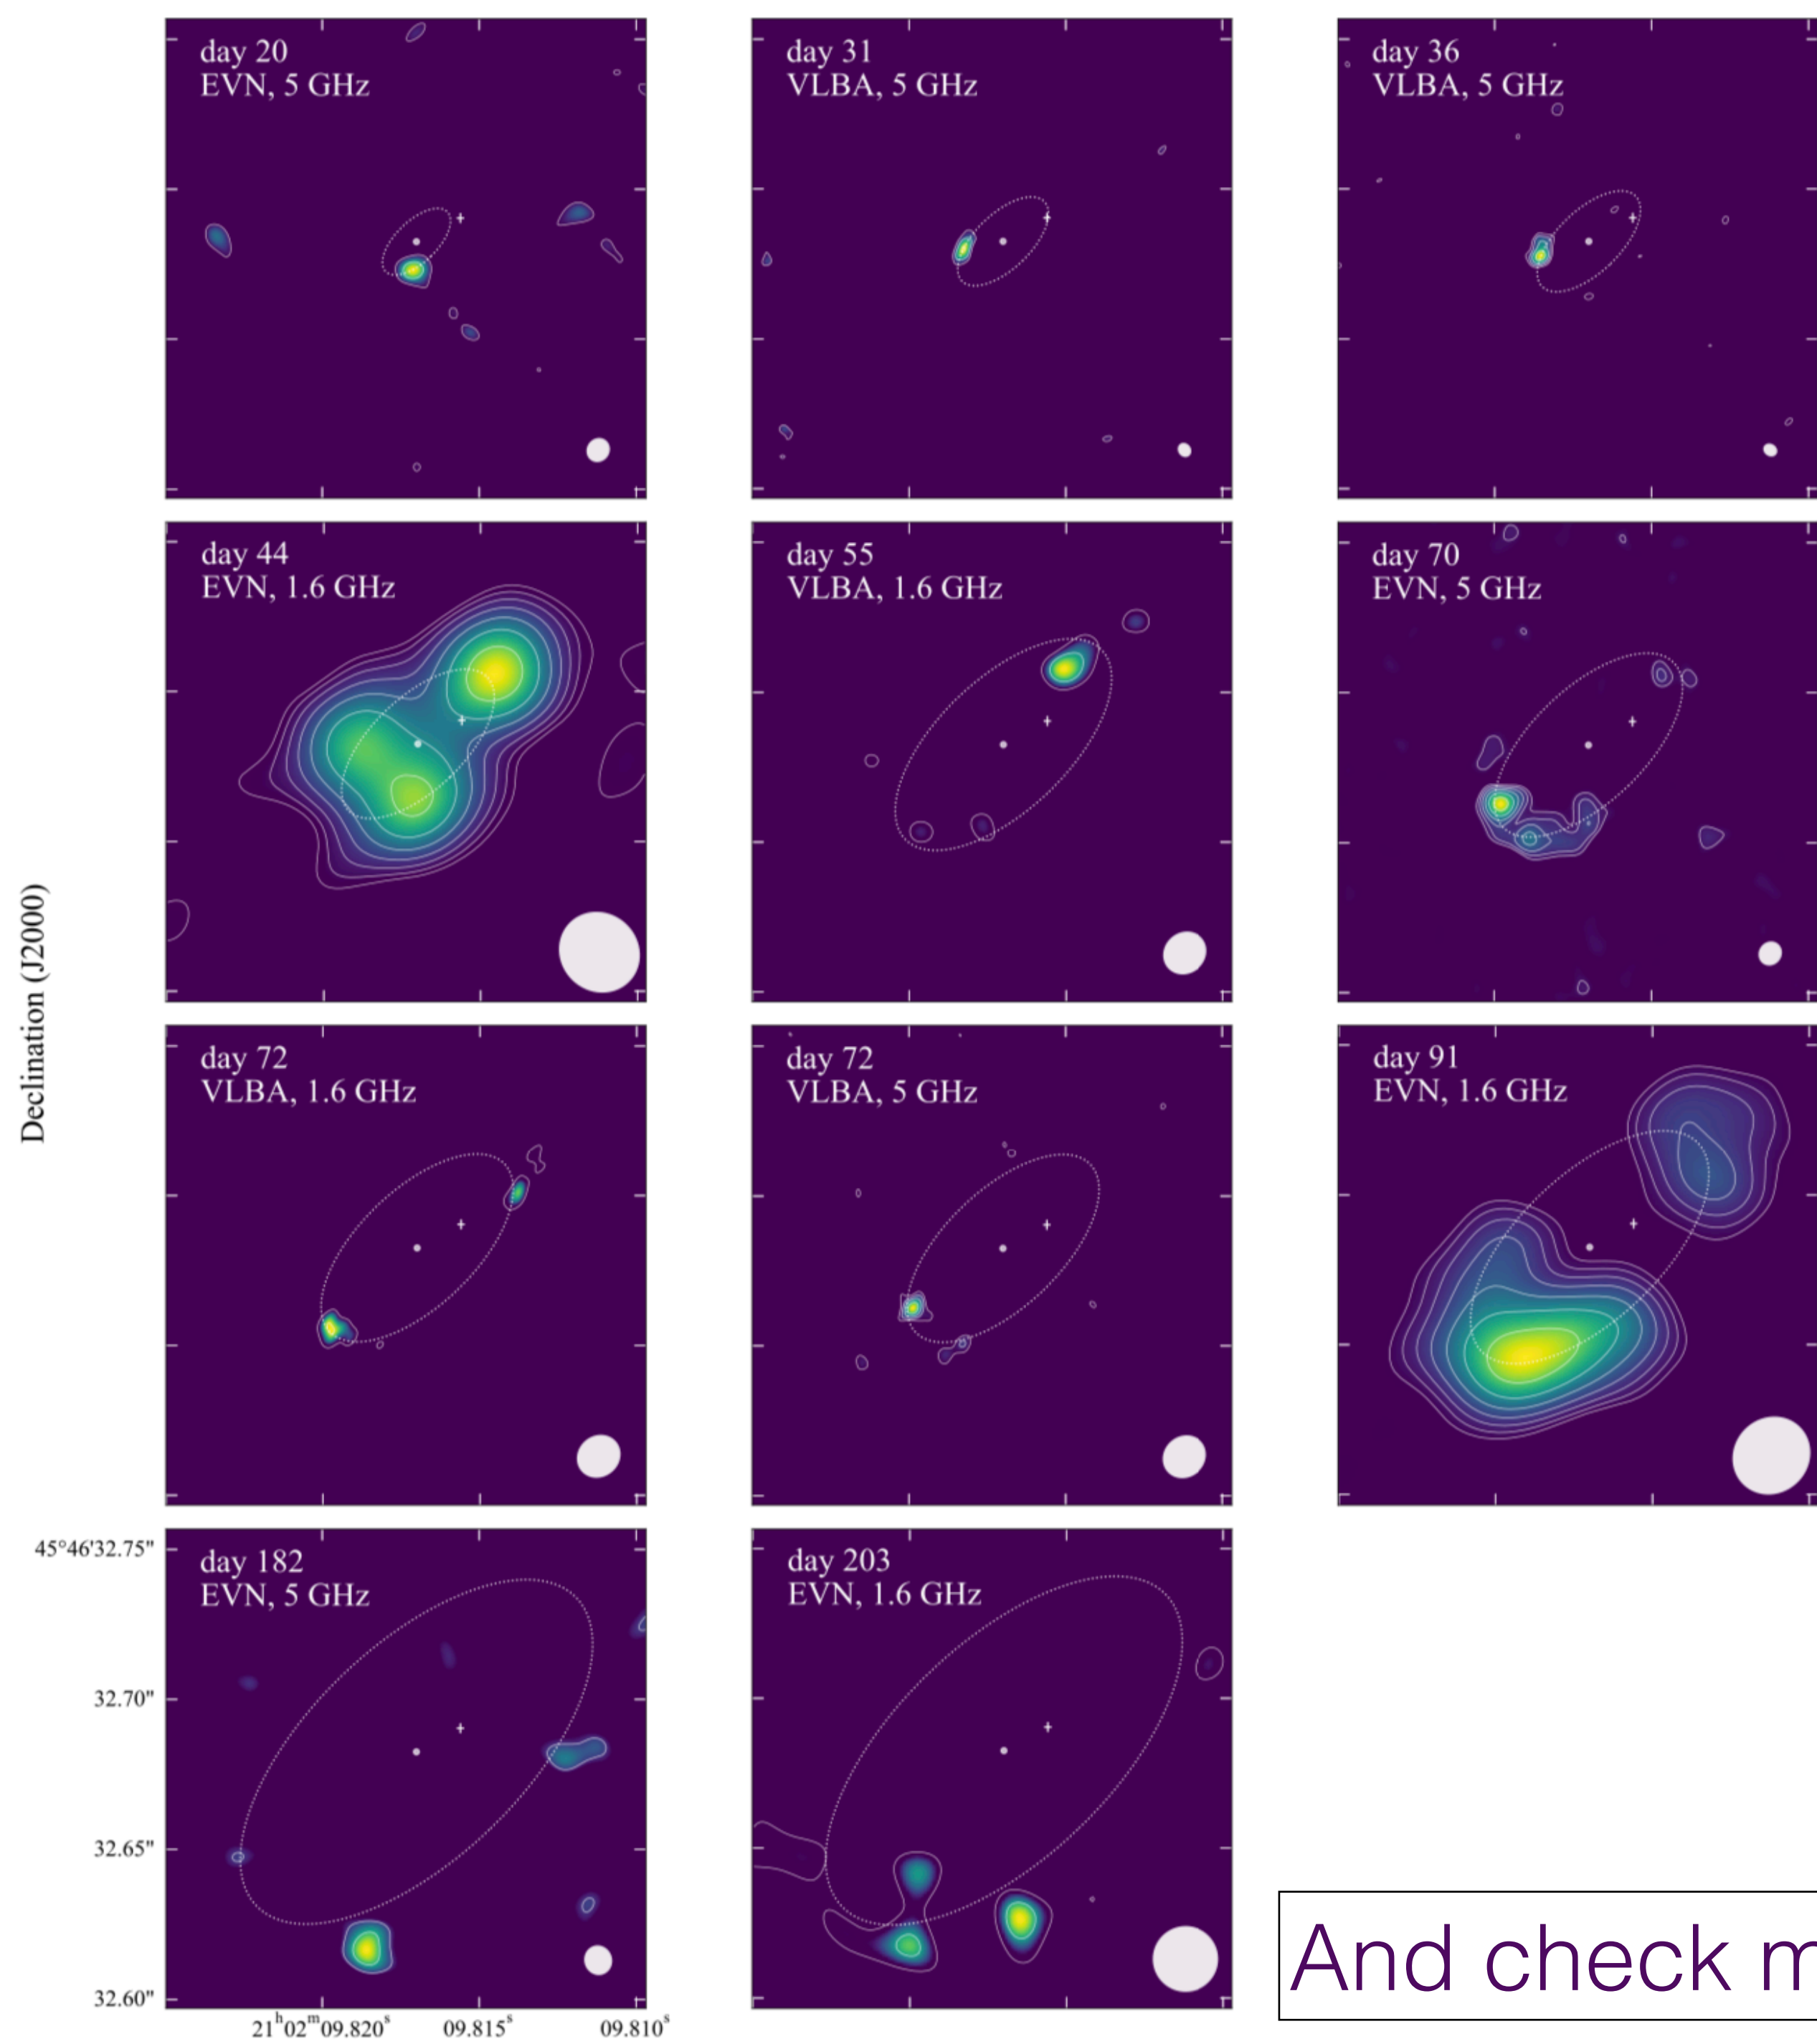 day 20
EVN, 5 GHz
day 31
VLBA, 5 GHz
day 36
VLBA, 5 GHz
day 44
EVN, 1.6 GHz
day 55
VLBA, 1.6 GHz
day 70
EVN, 5 GHz
Declination (J2000)
day 72
VLBA, 1.6 GHz
day 72
VLBA, 5 GHz
day 91
EVN, 1.6 GHz
45°46'32.75"
day 182
EVN, 5 GHz
day 203
EVN, 1.6 GHz
32.70"
32.65"
32.60"
And check m
21ʰ02ᵐ09.820ˢ
09.815ˢ
09.810ˢ